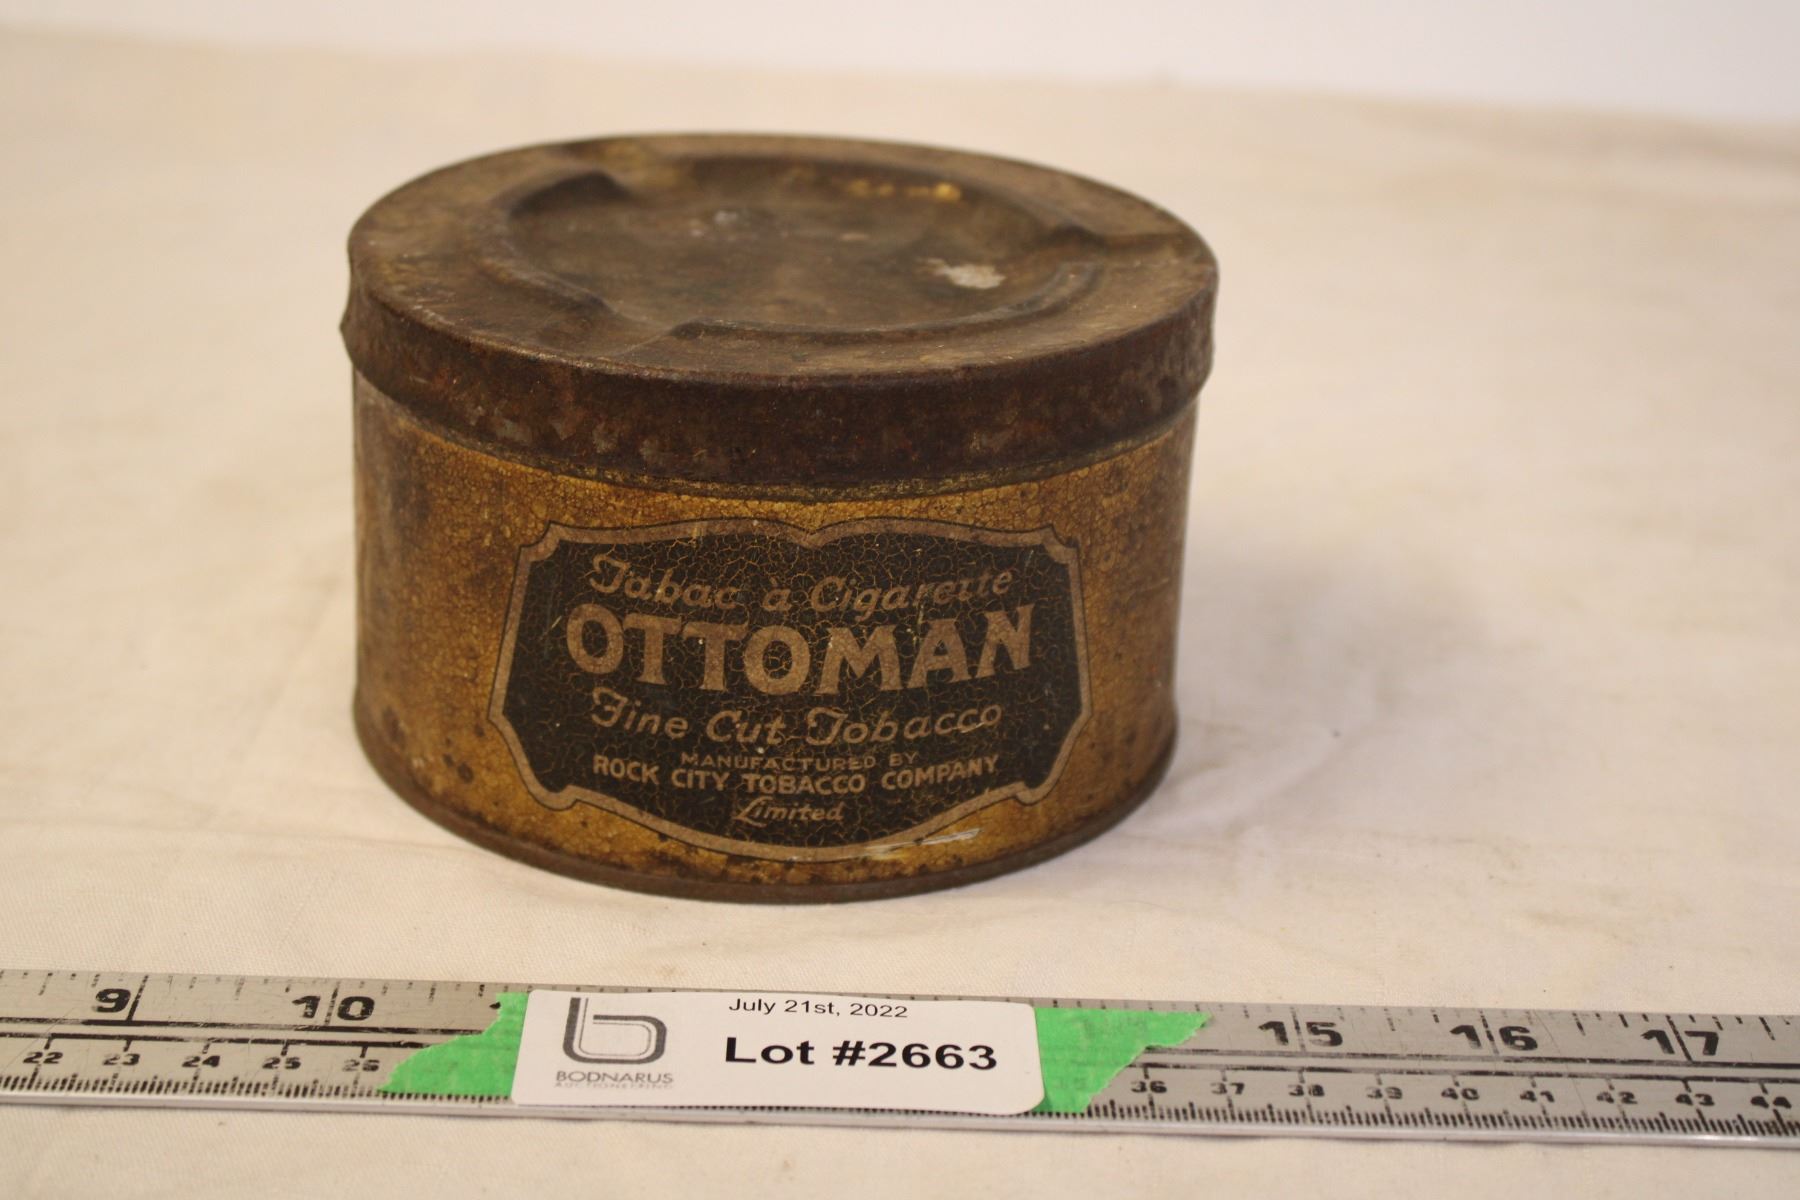 Tabac à Cigarette
OTTOMAN
Fine Cut Tobacco
MANUFACTURED BY
ROCK CITY TOBACCO COMPANY
Limited
July 21st, 2022
Lot #2663
BODNARUS
AUCTIONEERING
9 10 15 16 17
22 23 24 25 26 36 37 38 39 40 41 42 43 44